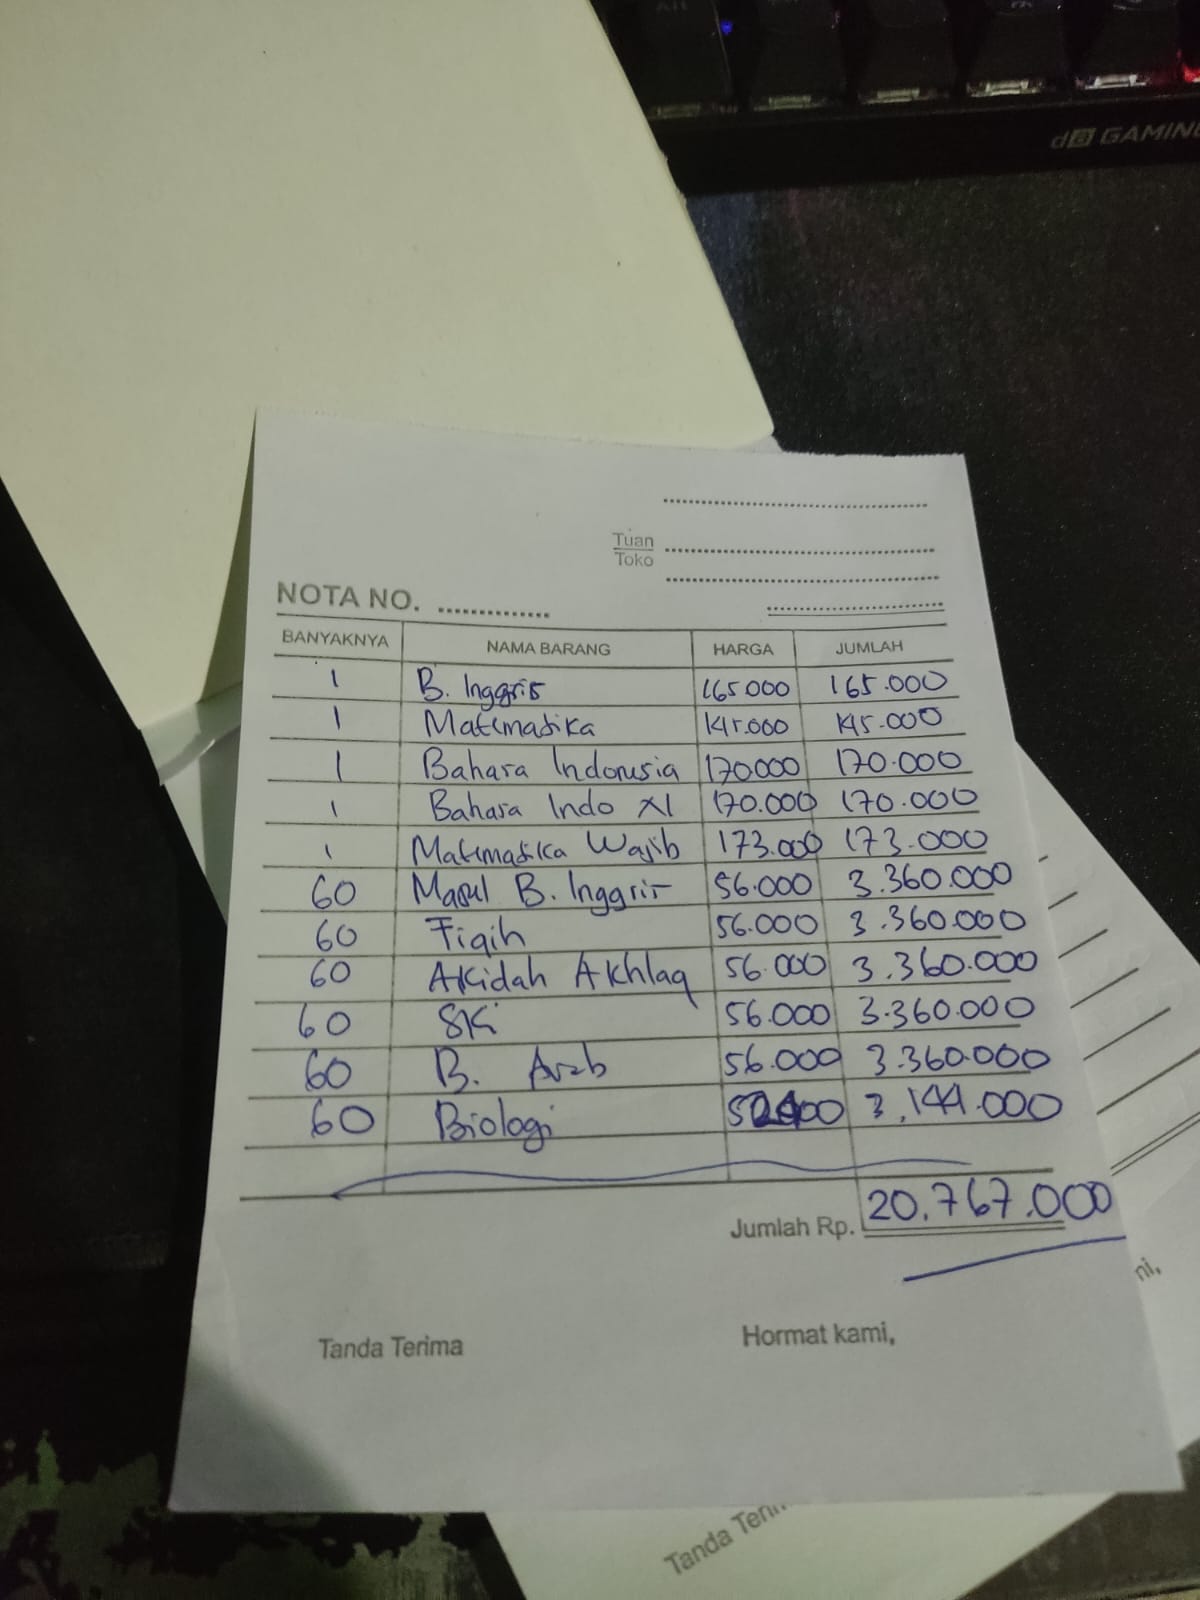 GAMING
Tuan
Toko
NOTA NO.
BANYAKNYA NAMA BARANG HARGA JUMLAH
1 B. Inggris 165.000 165.000
1 Matematika 145.000 145.000
1 Bahasa Indonesia 170.000 170.000
1 Bahasa Indo XI 170.000 170.000
1 Matematika Wajib 173.000 173.000
60 Mapul B. Inggris 56.000 3.360.000
60 Fiqih 56.000 3.360.000
60 Akidah Akhlaq 56.000 3.360.000
60 SKi 56.000 3.360.000
60 B. Arab 56.000 3.360.000
60 Biologi 3,144.000
Jumlah Rp. 20.767.000
Tanda Terima Hormat kami,
ni,
Tanda Teri